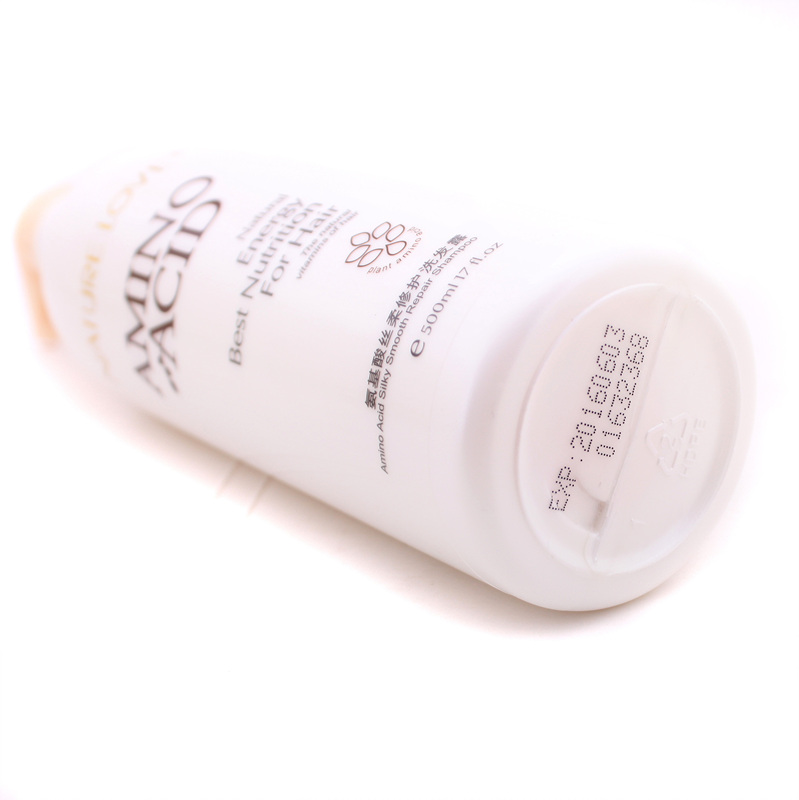 NATURE LOVE
AMINO
ACID
Natural
Energy
Best Nutrition
For Hair
The natural
vitamins of hair
plant amino
氨基酸丝柔修护洗发露
Amino Acid Silky Smooth Repair Shampoo
e 500ml 17 fl.oz
EXP:20160603
01632368
2
HDPE